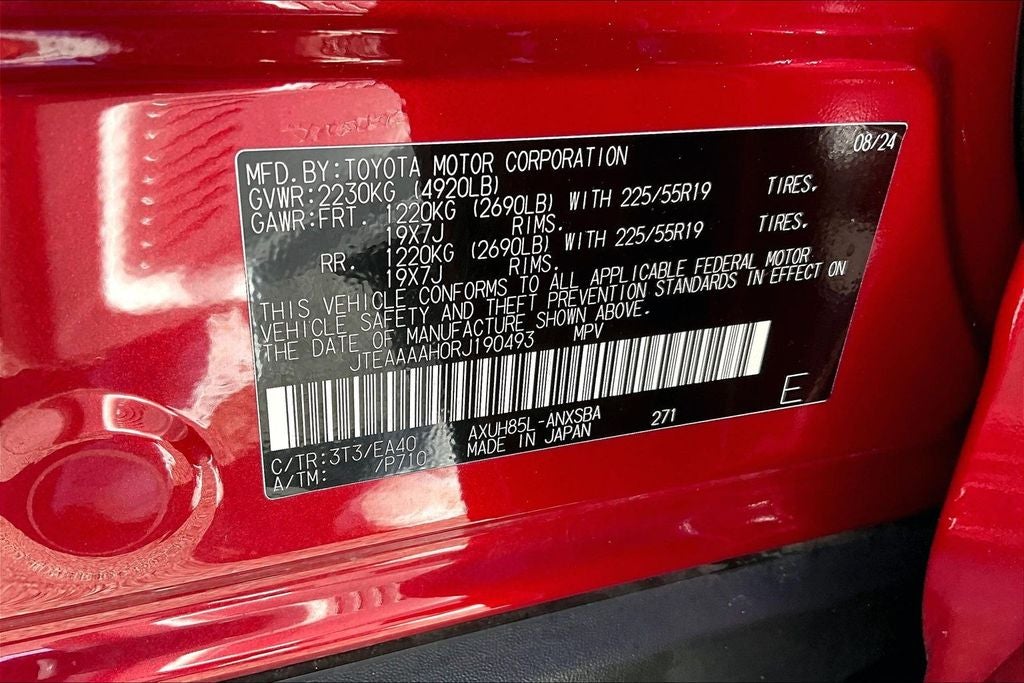 08/24
MFD. BY: TOYOTA MOTOR CORPORATION
GVWR: 2230KG (4920LB)
GAWR: FRT. 1220KG (2690LB) WITH 225/55R19 TIRES.
19X7J RIMS.
RR. 1220KG (2690LB) WITH 225/55R19 TIRES.
19X7J RIMS.
THIS VEHICLE CONFORMS TO ALL APPLICABLE FEDERAL MOTOR
VEHICLE SAFETY AND THEFT PREVENTION STANDARDS IN EFFECT ON
THE DATE OF MANUFACTURE SHOWN ABOVE.
JTEAAAAH0RJ190493 MPV
C/TR: 3T3/EA40 AXUH85L-ANXSBA 271 E
A/TM: /P710 MADE IN JAPAN